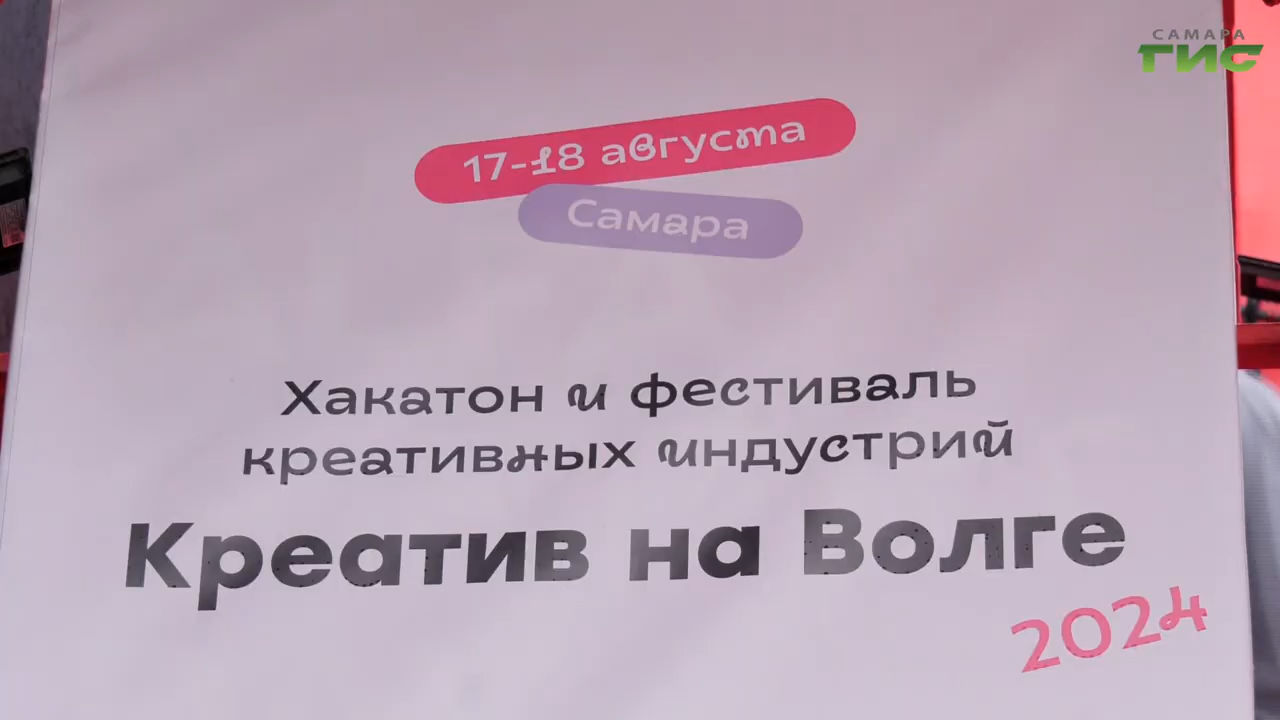 САМАРА
ГИС
17-18 августа
Самара
Хакатон и фестиваль
креативных индустрий
Креатив на Волге
2024